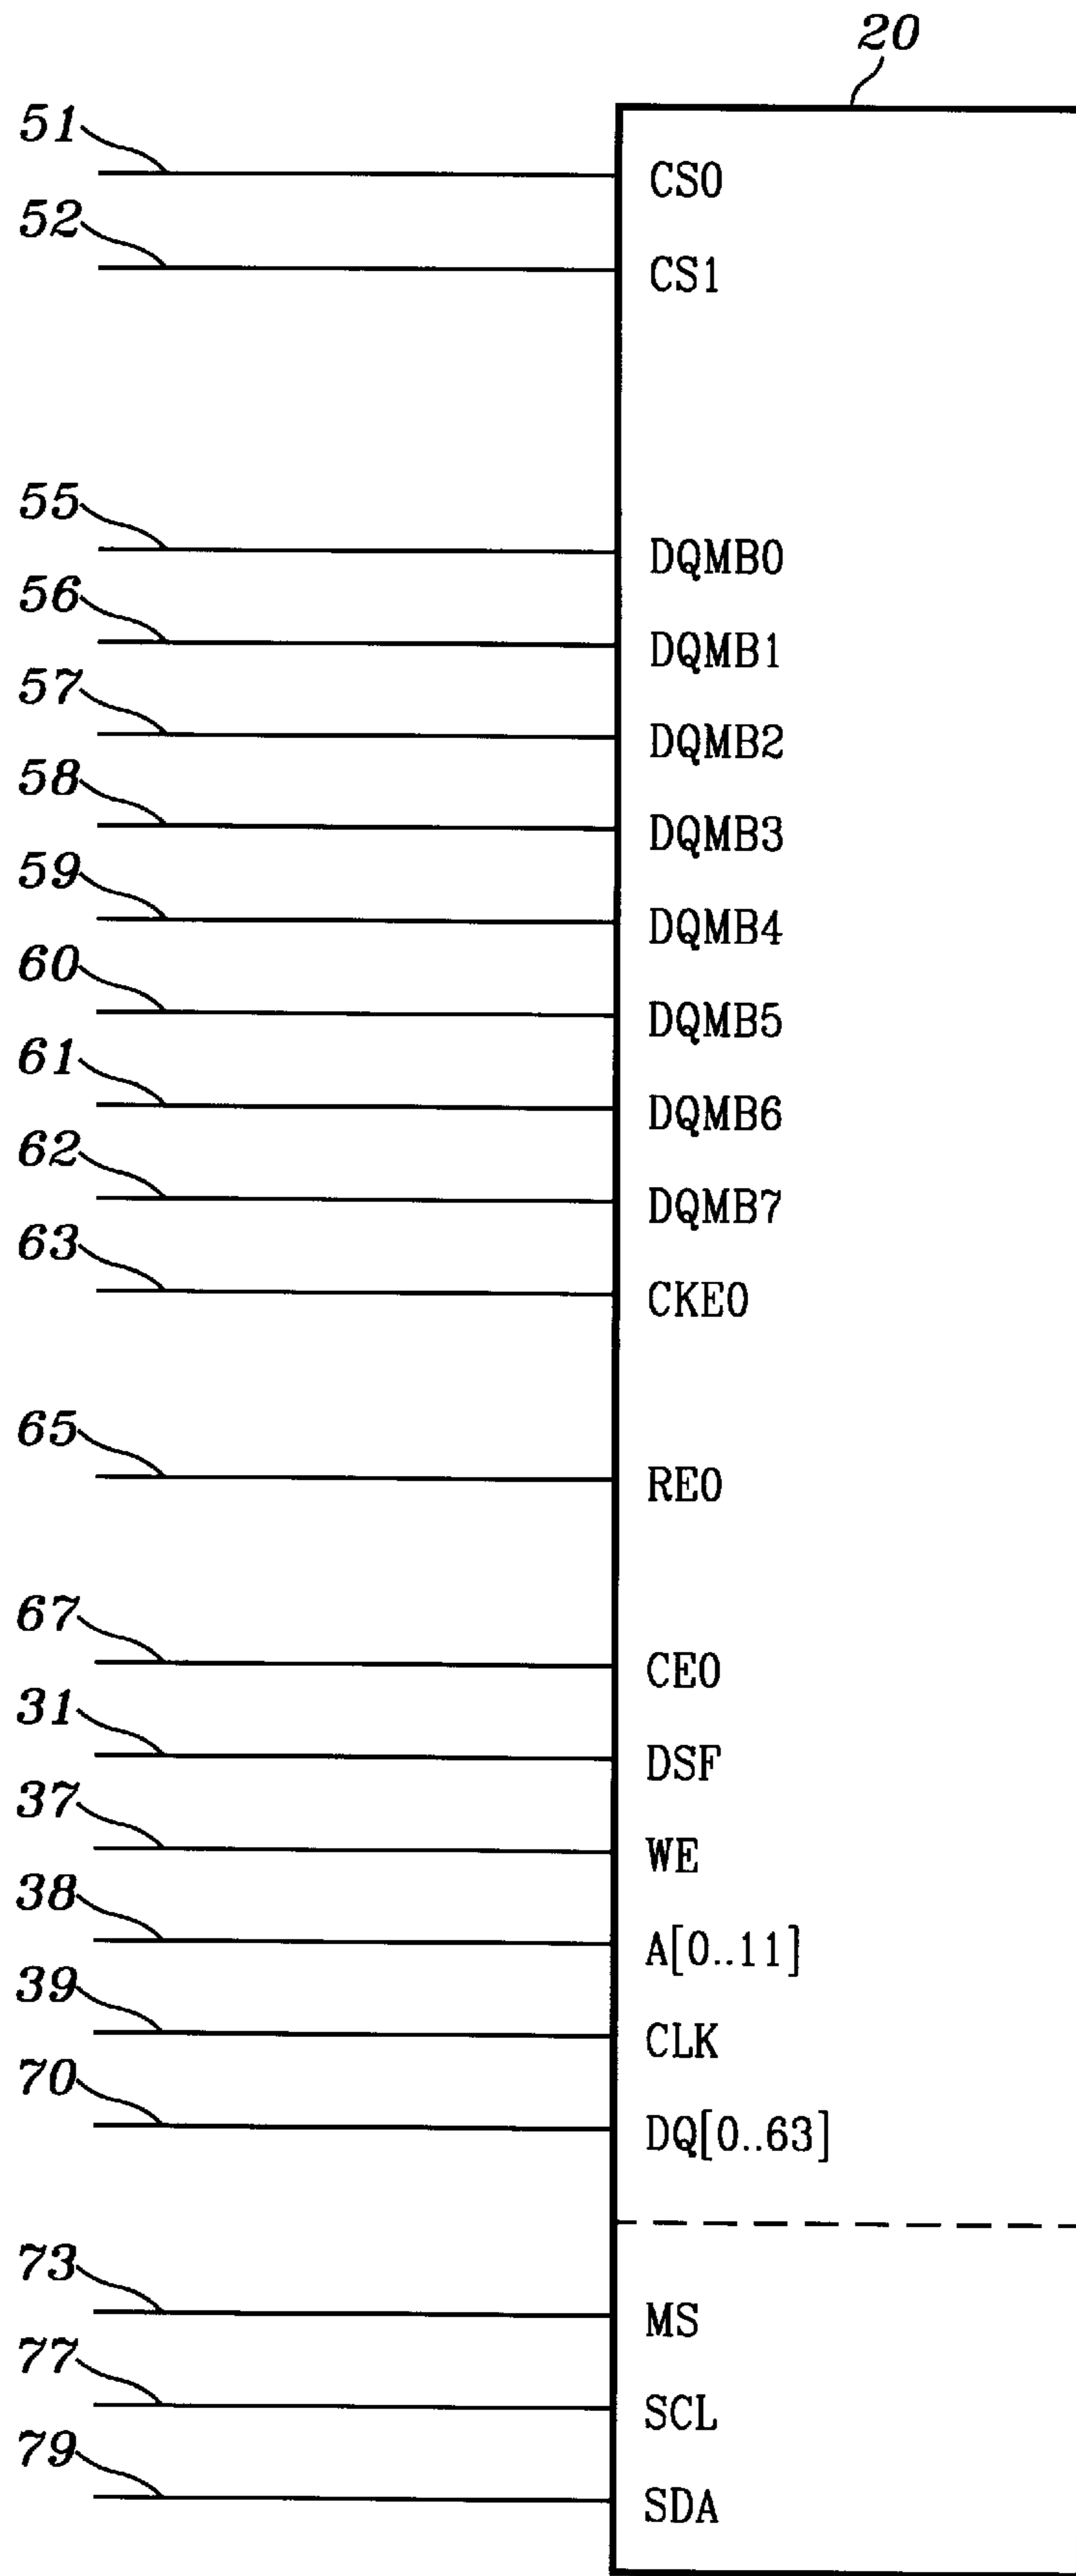 20
51
CS0
52
CS1
55
DQMB0
56
DQMB1
57
DQMB2
58
DQMB3
59
DQMB4
60
DQMB5
61
DQMB6
62
DQMB7
63
CKE0
65
RE0
67
CE0
31
DSF
37
WE
38
A[0..11]
39
CLK
70
DQ[0..63]
73
MS
77
SCL
79
SDA